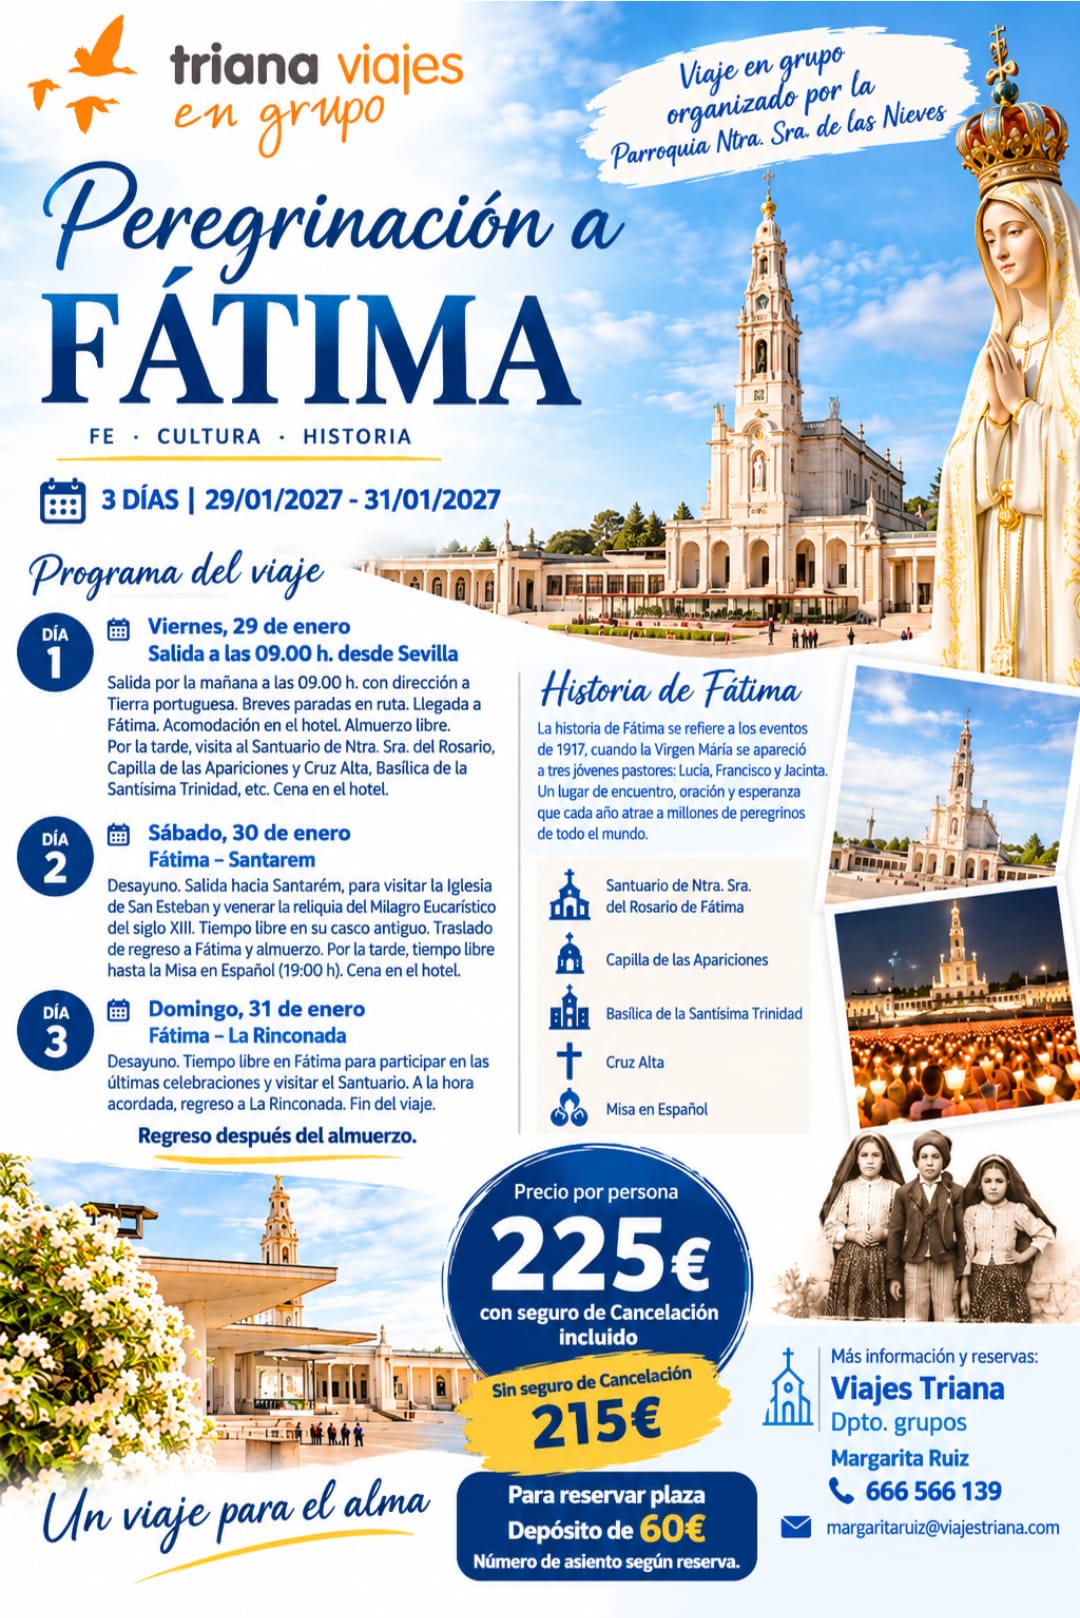 triana viajes
en grupo
Viaje en grupo
organizado por la
Parroquia Ntra. Sra. de las Nieves
Peregrinación a
FÁTIMA
FE · CULTURA · HISTORIA
3 DÍAS | 29/01/2027 - 31/01/2027
Programa del viaje
DÍA
1
Viernes, 29 de enero
Salida a las 09.00 h. desde Sevilla
Salida por la mañana a las 09.00 h. con dirección a
Tierra portuguesa. Breves paradas en ruta. Llegada a
Fátima. Acomodación en el hotel. Almuerzo libre.
Por la tarde, visita al Santuario de Ntra. Sra. del Rosario,
Capilla de las Apariciones y Cruz Alta, Basílica de la
Santísima Trinidad, etc. Cena en el hotel.
DÍA
2
Sábado, 30 de enero
Fátima – Santarem
Desayuno. Salida hacia Santarém, para visitar la Iglesia
de San Esteban y venerar la reliquia del Milagro Eucarístico
del siglo XIII. Tiempo libre en su casco antiguo. Traslado
de regreso a Fátima y almuerzo. Por la tarde, tiempo libre
hasta la Misa en Español (19:00 h). Cena en el hotel.
DÍA
3
Domingo, 31 de enero
Fátima – La Rinconada
Desayuno. Tiempo libre en Fátima para participar en las
últimas celebraciones y visitar el Santuario. A la hora
acordada, regreso a La Rinconada. Fin del viaje.
Regreso después del almuerzo.
Historia de Fátima
La historia de Fátima se refiere a los eventos
de 1917, cuando la Virgen María se apareció
a tres jóvenes pastores: Lucía, Francisco y Jacinta.
Un lugar de encuentro, oración y esperanza
que cada año atrae a millones de peregrinos
de todo el mundo.
Santuario de Ntra. Sra.
del Rosario de Fátima
Capilla de las Apariciones
Basílica de la Santísima Trinidad
Cruz Alta
Misa en Español
Precio por persona
225€
con seguro de Cancelación
incluido
Sin seguro de Cancelación
215€
Para reservar plaza
Depósito de 60€
Número de asiento según reserva.
Un viaje para el alma
Más información y reservas:
Viajes Triana
Dpto. grupos
Margarita Ruiz
666 566 139
margaritaruiz@viajestriana.com